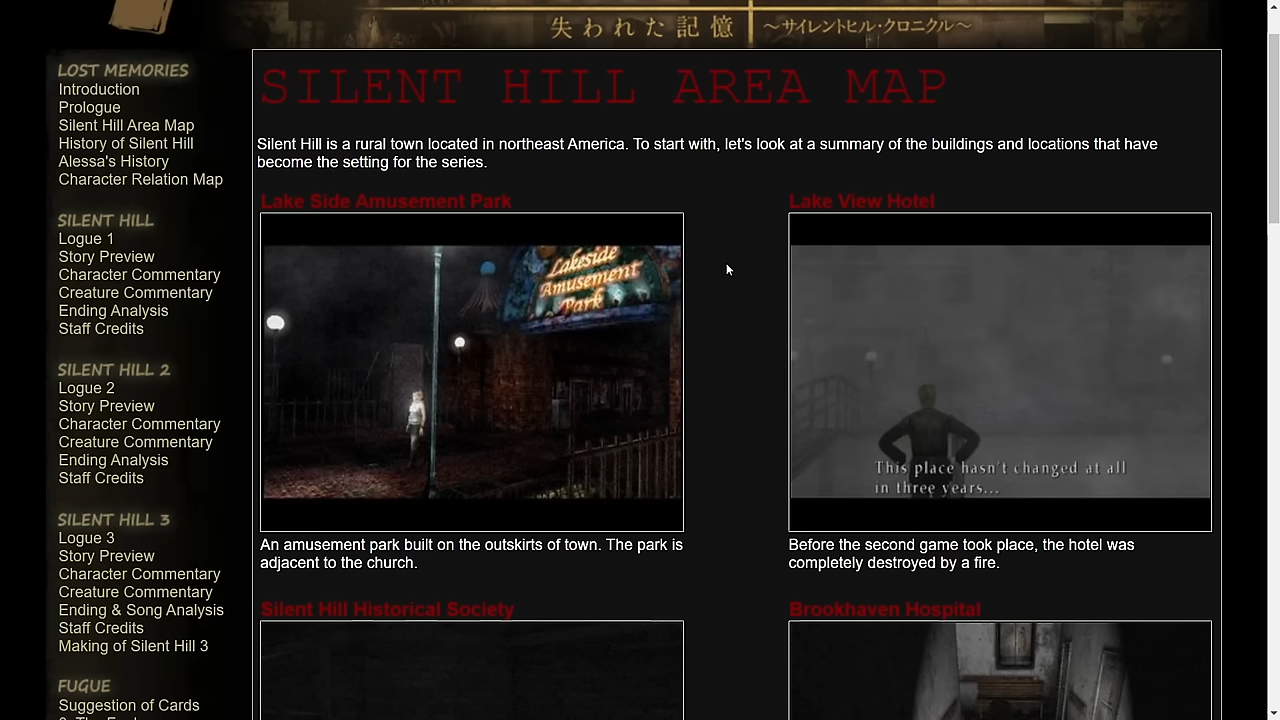 失われた記憶 ～サイレントヒル・クロニクル～
LOST MEMORIES
Introduction
Prologue
Silent Hill Area Map
History of Silent Hill
Alessa's History
Character Relation Map
SILENT HILL
Logue 1
Story Preview
Character Commentary
Creature Commentary
Ending Analysis
Staff Credits
SILENT HILL 2
Logue 2
Story Preview
Character Commentary
Creature Commentary
Ending Analysis
Staff Credits
SILENT HILL 3
Logue 3
Story Preview
Character Commentary
Creature Commentary
Ending & Song Analysis
Staff Credits
Making of Silent Hill 3
FUGUE
Suggestion of Cards
SILENT HILL AREA MAP
Silent Hill is a rural town located in northeast America. To start with, let's look at a summary of the buildings and locations that have
become the setting for the series.
Lake Side Amusement Park
Lakeside
Amusement
Park
An amusement park built on the outskirts of town. The park is
adjacent to the church.
Lake View Hotel
This place hasn't changed at all
in three years...
Before the second game took place, the hotel was
completely destroyed by a fire.
Silent Hill Historical Society
Brookhaven Hospital